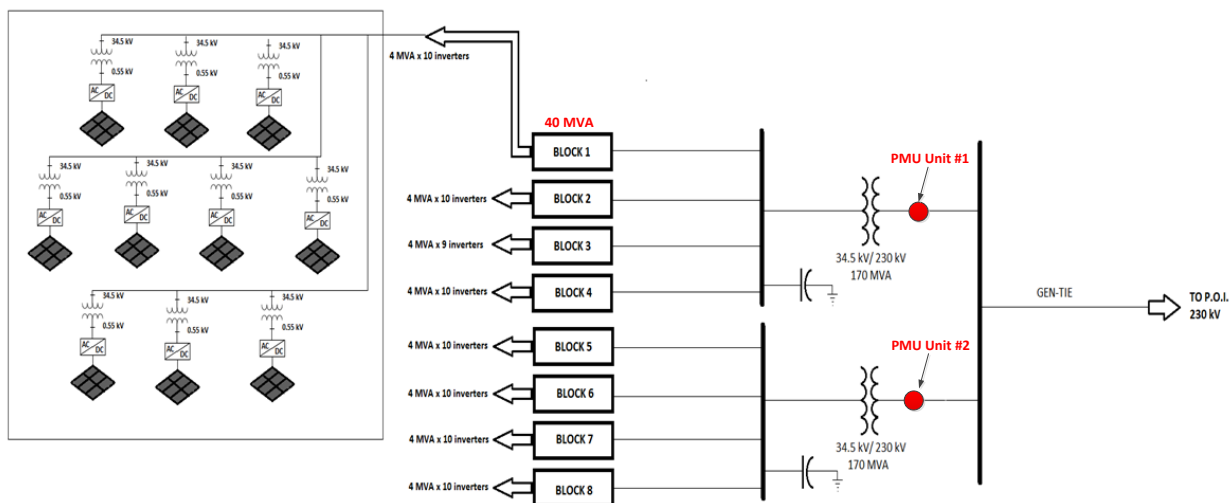 34.5 kV
34.5 kV
34.5 kV
0.55 kV
0.55 kV
0.55 kV
AC
DC
AC
DC
AC
DC
34.5 kV
34.5 kV
34.5 kV
34.5 kV
0.55 kV
0.55 kV
0.55 kV
0.55 kV
AC
DC
AC
DC
AC
DC
AC
DC
34.5 kV
34.5 kV
34.5 kV
0.55 kV
0.55 kV
0.55 kV
AC
DC
AC
DC
AC
DC
4 MVA x 10 inverters
40 MVA
BLOCK 1
4 MVA x 10 inverters
BLOCK 2
4 MVA x 9 inverters
BLOCK 3
4 MVA x 10 inverters
BLOCK 4
4 MVA x 10 inverters
BLOCK 5
4 MVA x 10 inverters
BLOCK 6
4 MVA x 10 inverters
BLOCK 7
4 MVA x 10 inverters
BLOCK 8
PMU Unit #1
34.5 kV/ 230 kV
170 MVA
PMU Unit #2
34.5 kV/ 230 kV
170 MVA
GEN-TIE
TO P.O.I.
230 kV